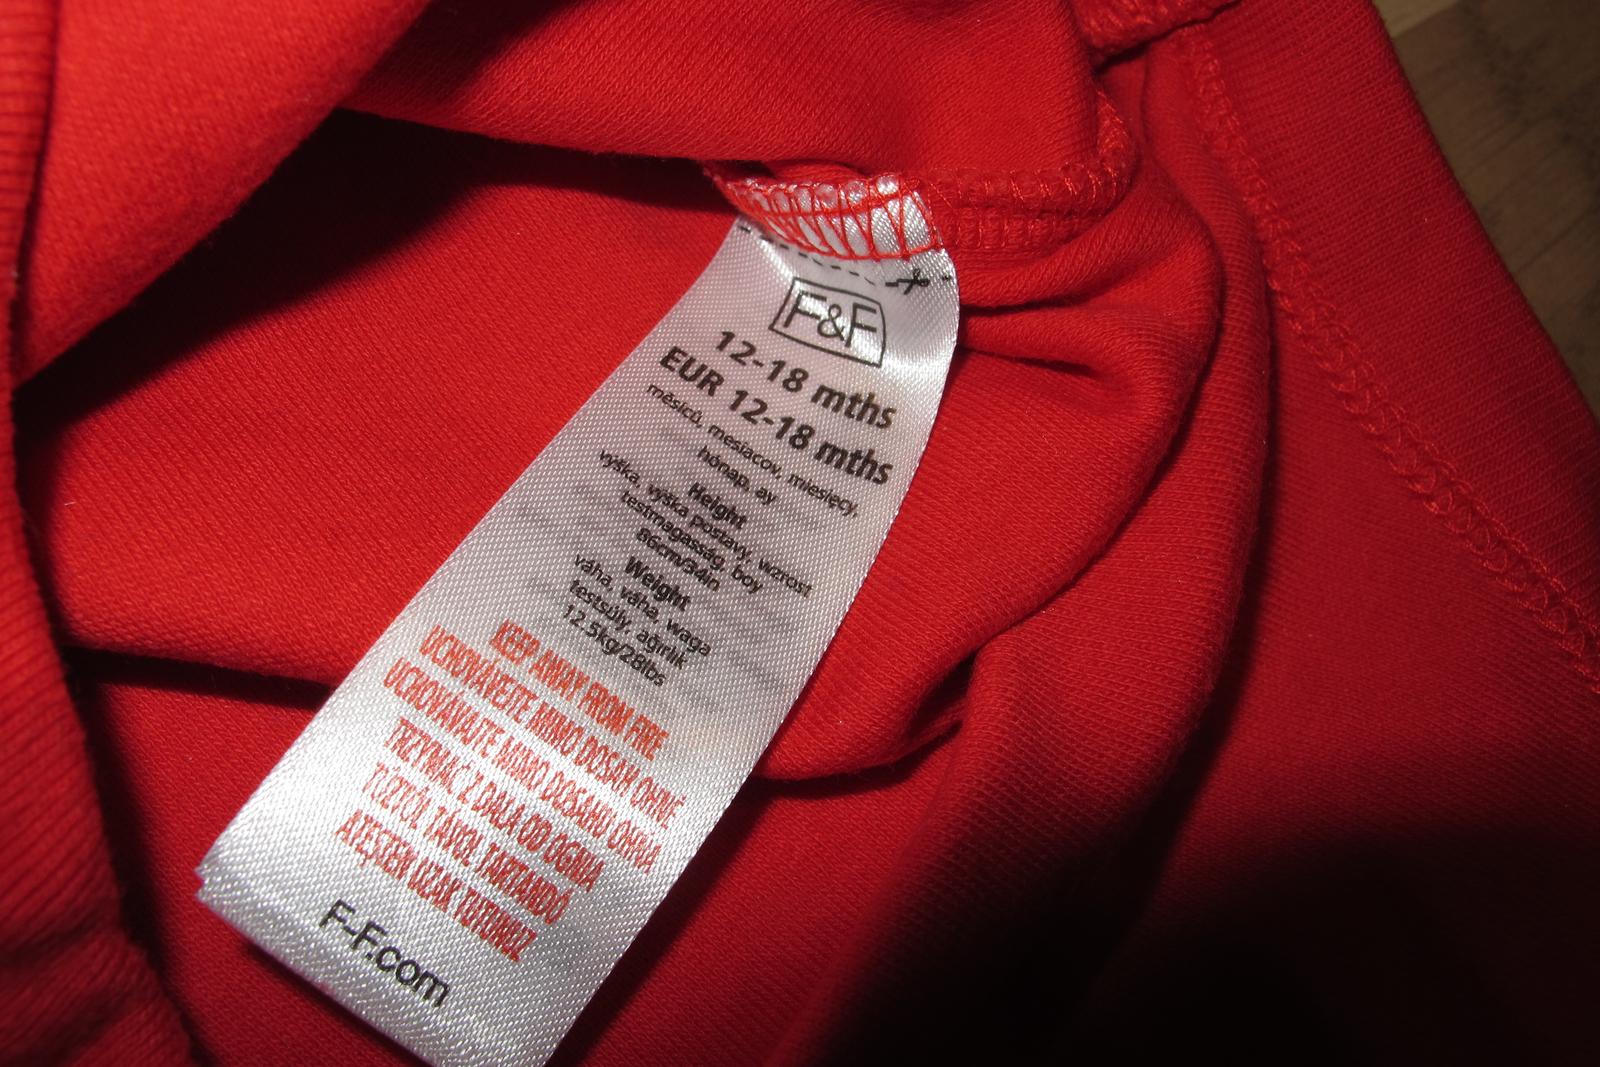 F&F
12-18 mths
EUR 12-18 mths
měsíců, mesiacov, miesięcy,
hónap, ay
Height
výška, výška postavy, wzrost
testmagasság, boy
86cm/34in
Weight
váha, váha, waga
testsúly, ağırlık
12.5kg/28lbs
KEEP AWAY FROM FIRE
UCHOVÁVEJTE MIMO DOSAH OHNĚ
UCHOVÁVAJTE MIMO DOSAHU OHŇA
TRZYMAĆ Z DALA OD OGNIA
TŰZTŐL TÁVOL TARTANDÓ
ATEŞTEN UZAK TUTUNUZ
F-F.com